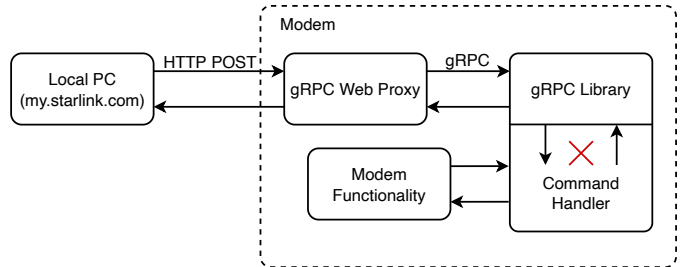 Modem
HTTP POST
gRPC
Local PC
(my.starlink.com)
gRPC Web Proxy
gRPC Library
Modem
Functionality
Command
Handler